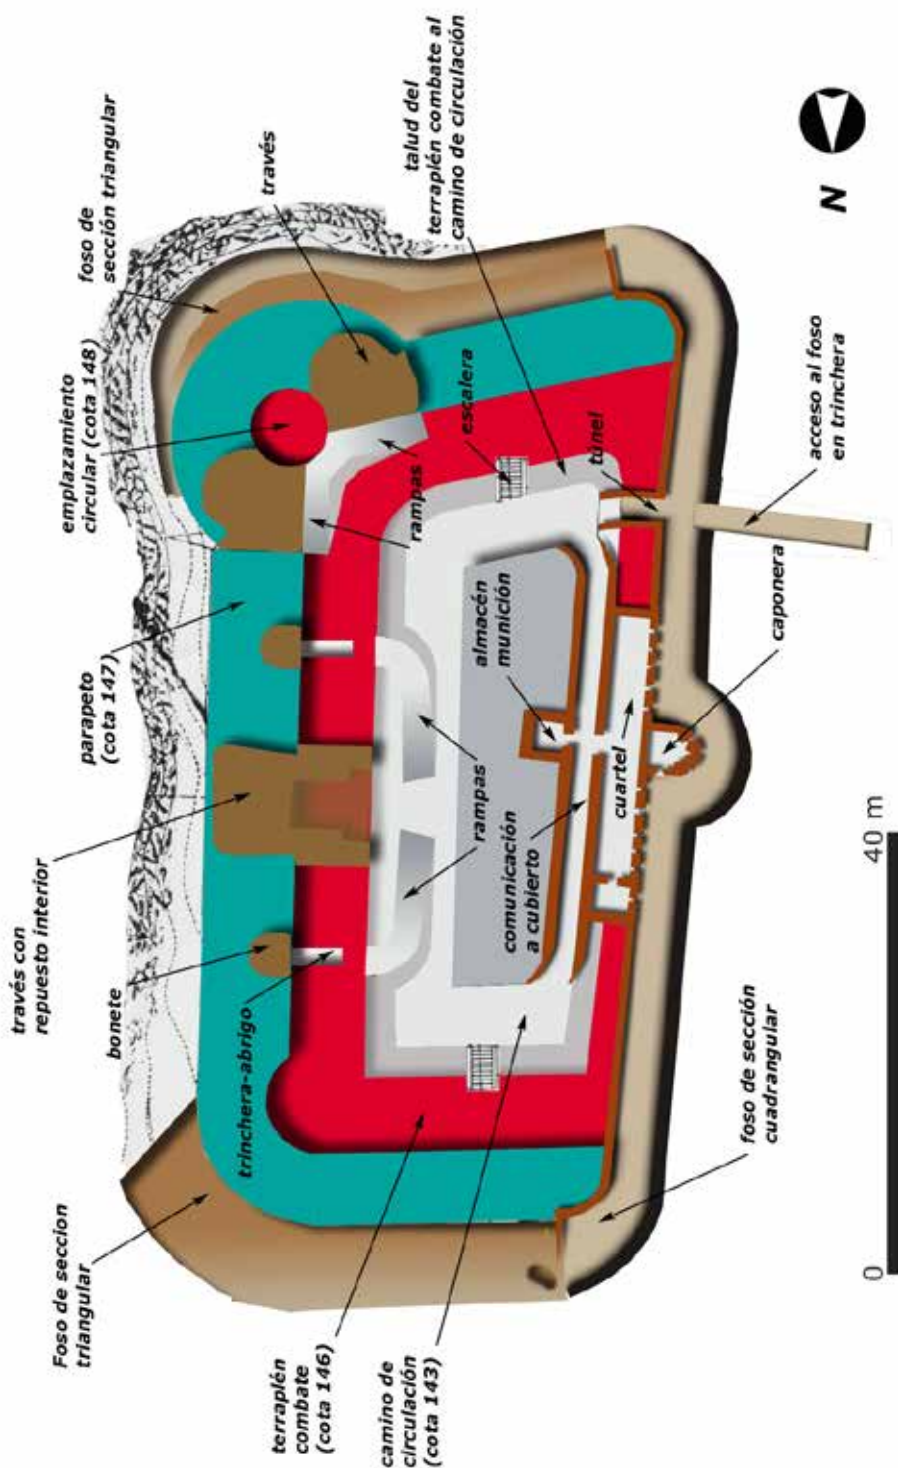 Foso de seccion
triangular
bonete
través con
repuesto interior
parapeto
(cota 147)
emplazamiento
circular (cota 148)
foso de
sección triangular
través
talud del
terraplén combate al
camino de circulación
trinchera-abrigo
rampas
escalera
almacén
munición
rampas
comunicación
a cubierto
túnel
cuartel
N
terraplén
combate
(cota 146)
camino de
circulación
(cota 143)
foso de sección
cuadrangular
caponera
acceso al foso
en trinchera
0
40 m